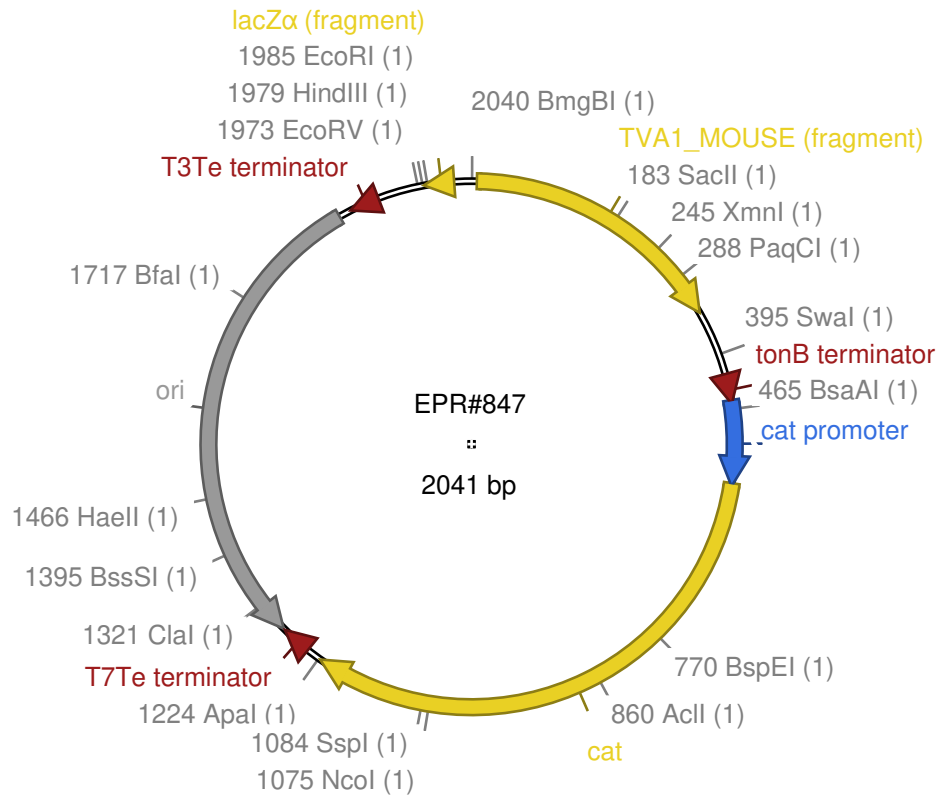 lacZα (fragment)
1985 EcoRI (1)
1979 HindIII (1)
1973 EcoRV (1)
T3Te terminator
2040 BmgBI (1)
TVA1_MOUSE (fragment)
183 SacII (1)
245 XmnI (1)
288 PaqCI (1)
395 SwaI (1)
tonB terminator
465 BsaAI (1)
cat promoter
1717 BfaI (1)
ori
EPR#847
2041 bp
1466 HaeII (1)
1395 BssSI (1)
1321 ClaI (1)
T7Te terminator
1224 ApaI (1)
1084 SspI (1)
1075 NcoI (1)
770 BspEI (1)
860 AclI (1)
cat